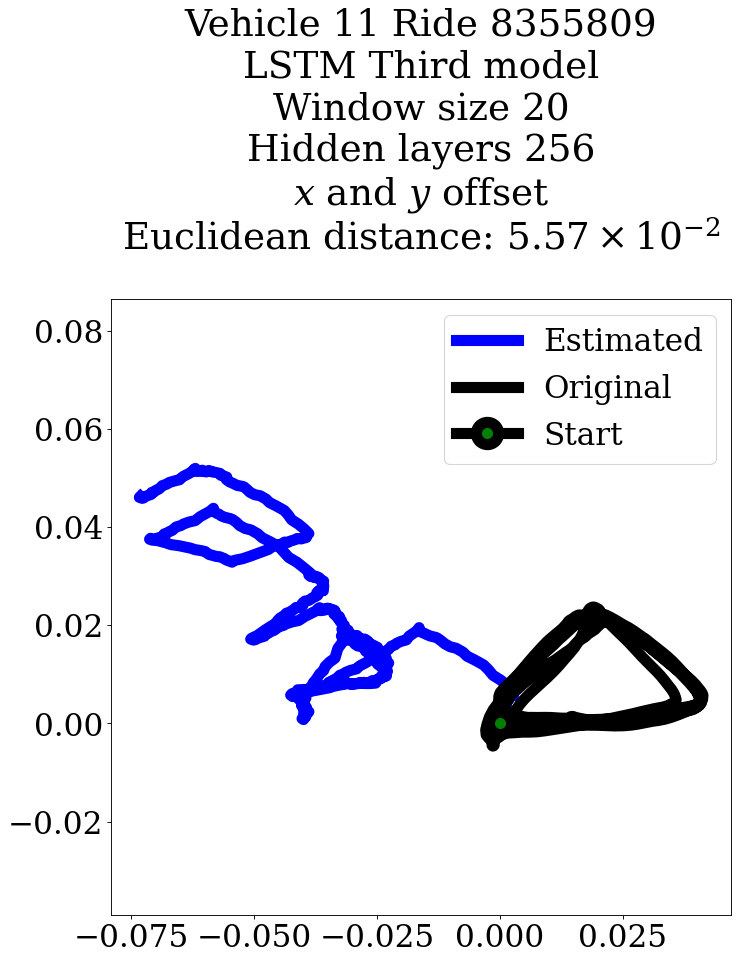 Vehicle 11 Ride 8355809
LSTM Third model
Window size 20
Hidden layers 256
x and y offset
Euclidean distance: 5.57 × 10⁻²
Estimated
Original
Start
0.08
0.06
0.04
0.02
0.00
−0.02
−0.075 −0.050 −0.025 0.000 0.025